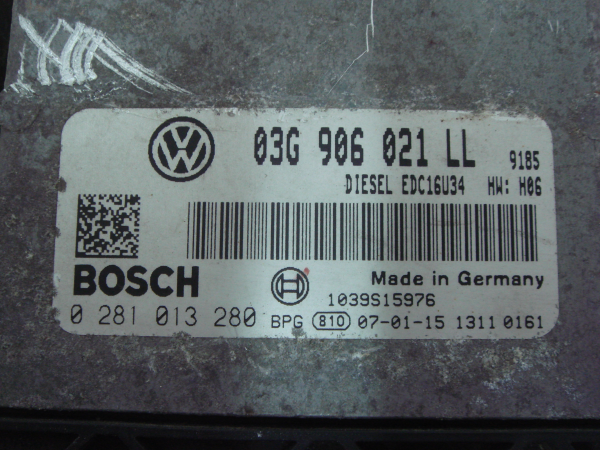 03G 906 021 LL 9185
DIESEL EDC16U34 HW: H06
BOSCH
Made in Germany
1039S15976
0 281 013 280 BPG 810 07-01-15 1311 0161